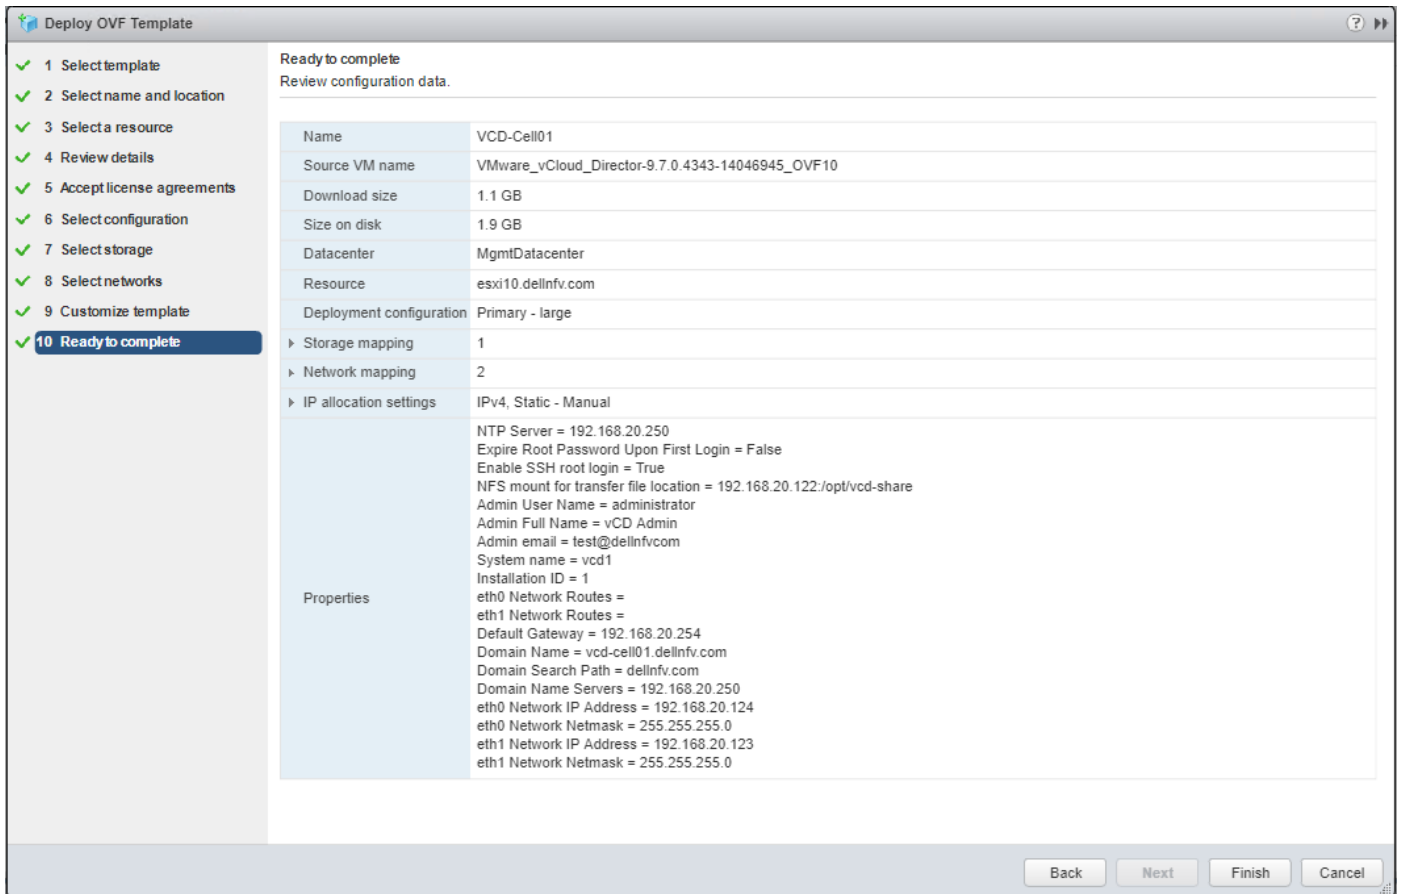 Deploy OVF Template
?
1 Select template
2 Select name and location
3 Select a resource
4 Review details
5 Accept license agreements
6 Select configuration
7 Select storage
8 Select networks
9 Customize template
10 Ready to complete
Ready to complete
Review configuration data.
Name VCD-Cell01
Source VM name VMware_vCloud_Director-9.7.0.4343-14046945_OVF10
Download size 1.1 GB
Size on disk 1.9 GB
Datacenter MgmtDatacenter
Resource esxi10.dellnfv.com
Deployment configuration Primary - large
Storage mapping 1
Network mapping 2
IP allocation settings IPv4, Static - Manual
Properties
NTP Server = 192.168.20.250
Expire Root Password Upon First Login = False
Enable SSH root login = True
NFS mount for transfer file location = 192.168.20.122:/opt/vcd-share
Admin User Name = administrator
Admin Full Name = vCD Admin
Admin email = test@dellnfvcom
System name = vcd1
Installation ID = 1
eth0 Network Routes =
eth1 Network Routes =
Default Gateway = 192.168.20.254
Domain Name = vcd-cell01.dellnfv.com
Domain Search Path = dellnfv.com
Domain Name Servers = 192.168.20.250
eth0 Network IP Address = 192.168.20.124
eth0 Network Netmask = 255.255.255.0
eth1 Network IP Address = 192.168.20.123
eth1 Network Netmask = 255.255.255.0
Back Next Finish Cancel